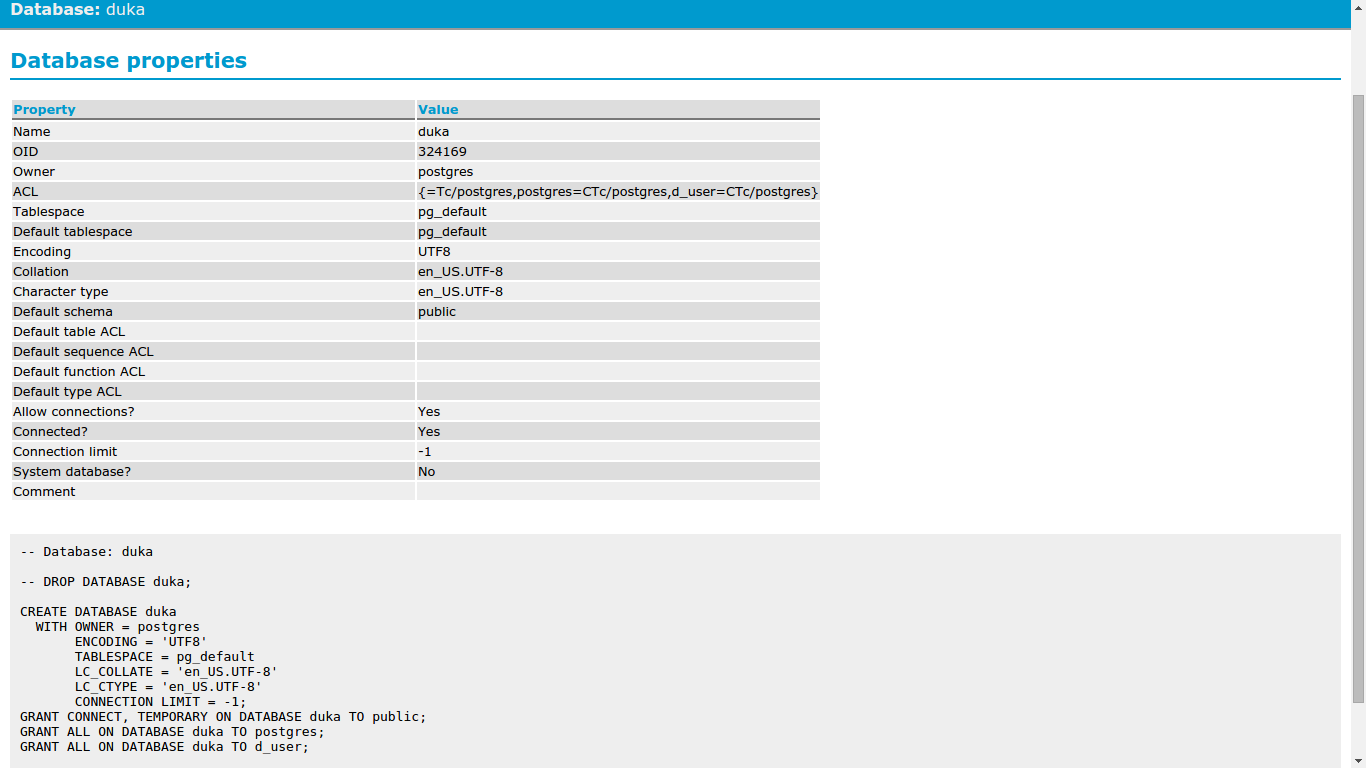 Database: duka
Database properties
Property Value
Name duka
OID 324169
Owner postgres
ACL {=Tc/postgres,postgres=CTc/postgres,d_user=CTc/postgres}
Tablespace pg_default
Default tablespace pg_default
Encoding UTF8
Collation en_US.UTF-8
Character type en_US.UTF-8
Default schema public
Default table ACL
Default sequence ACL
Default function ACL
Default type ACL
Allow connections? Yes
Connected? Yes
Connection limit -1
System database? No
Comment
-- Database: duka
-- DROP DATABASE duka;
CREATE DATABASE duka
  WITH OWNER = postgres
       ENCODING = 'UTF8'
       TABLESPACE = pg_default
       LC_COLLATE = 'en_US.UTF-8'
       LC_CTYPE = 'en_US.UTF-8'
       CONNECTION LIMIT = -1;
GRANT CONNECT, TEMPORARY ON DATABASE duka TO public;
GRANT ALL ON DATABASE duka TO postgres;
GRANT ALL ON DATABASE duka TO d_user;